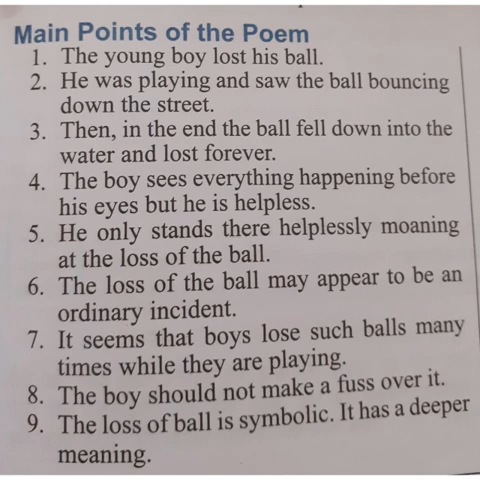 Main Points of the Poem
1. The young boy lost his ball.
2. He was playing and saw the ball bouncing
down the street.
3. Then, in the end the ball fell down into the
water and lost forever.
4. The boy sees everything happening before
his eyes but he is helpless.
5. He only stands there helplessly moaning
at the loss of the ball.
6. The loss of the ball may appear to be an
ordinary incident.
7. It seems that boys lose such balls many
times while they are playing.
8. The boy should not make a fuss over it.
9. The loss of ball is symbolic. It has a deeper
meaning.